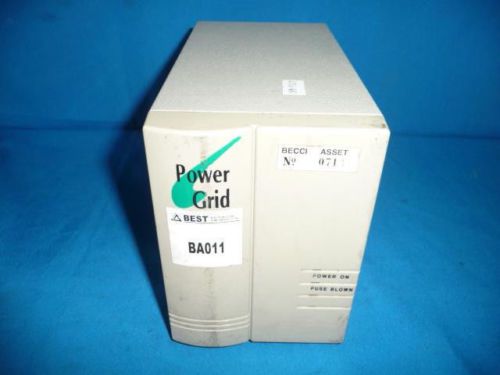 Power
Grid
BEST
BA011
BECCI ASSET
№ 071
POWER ON
FUSE BLOWN